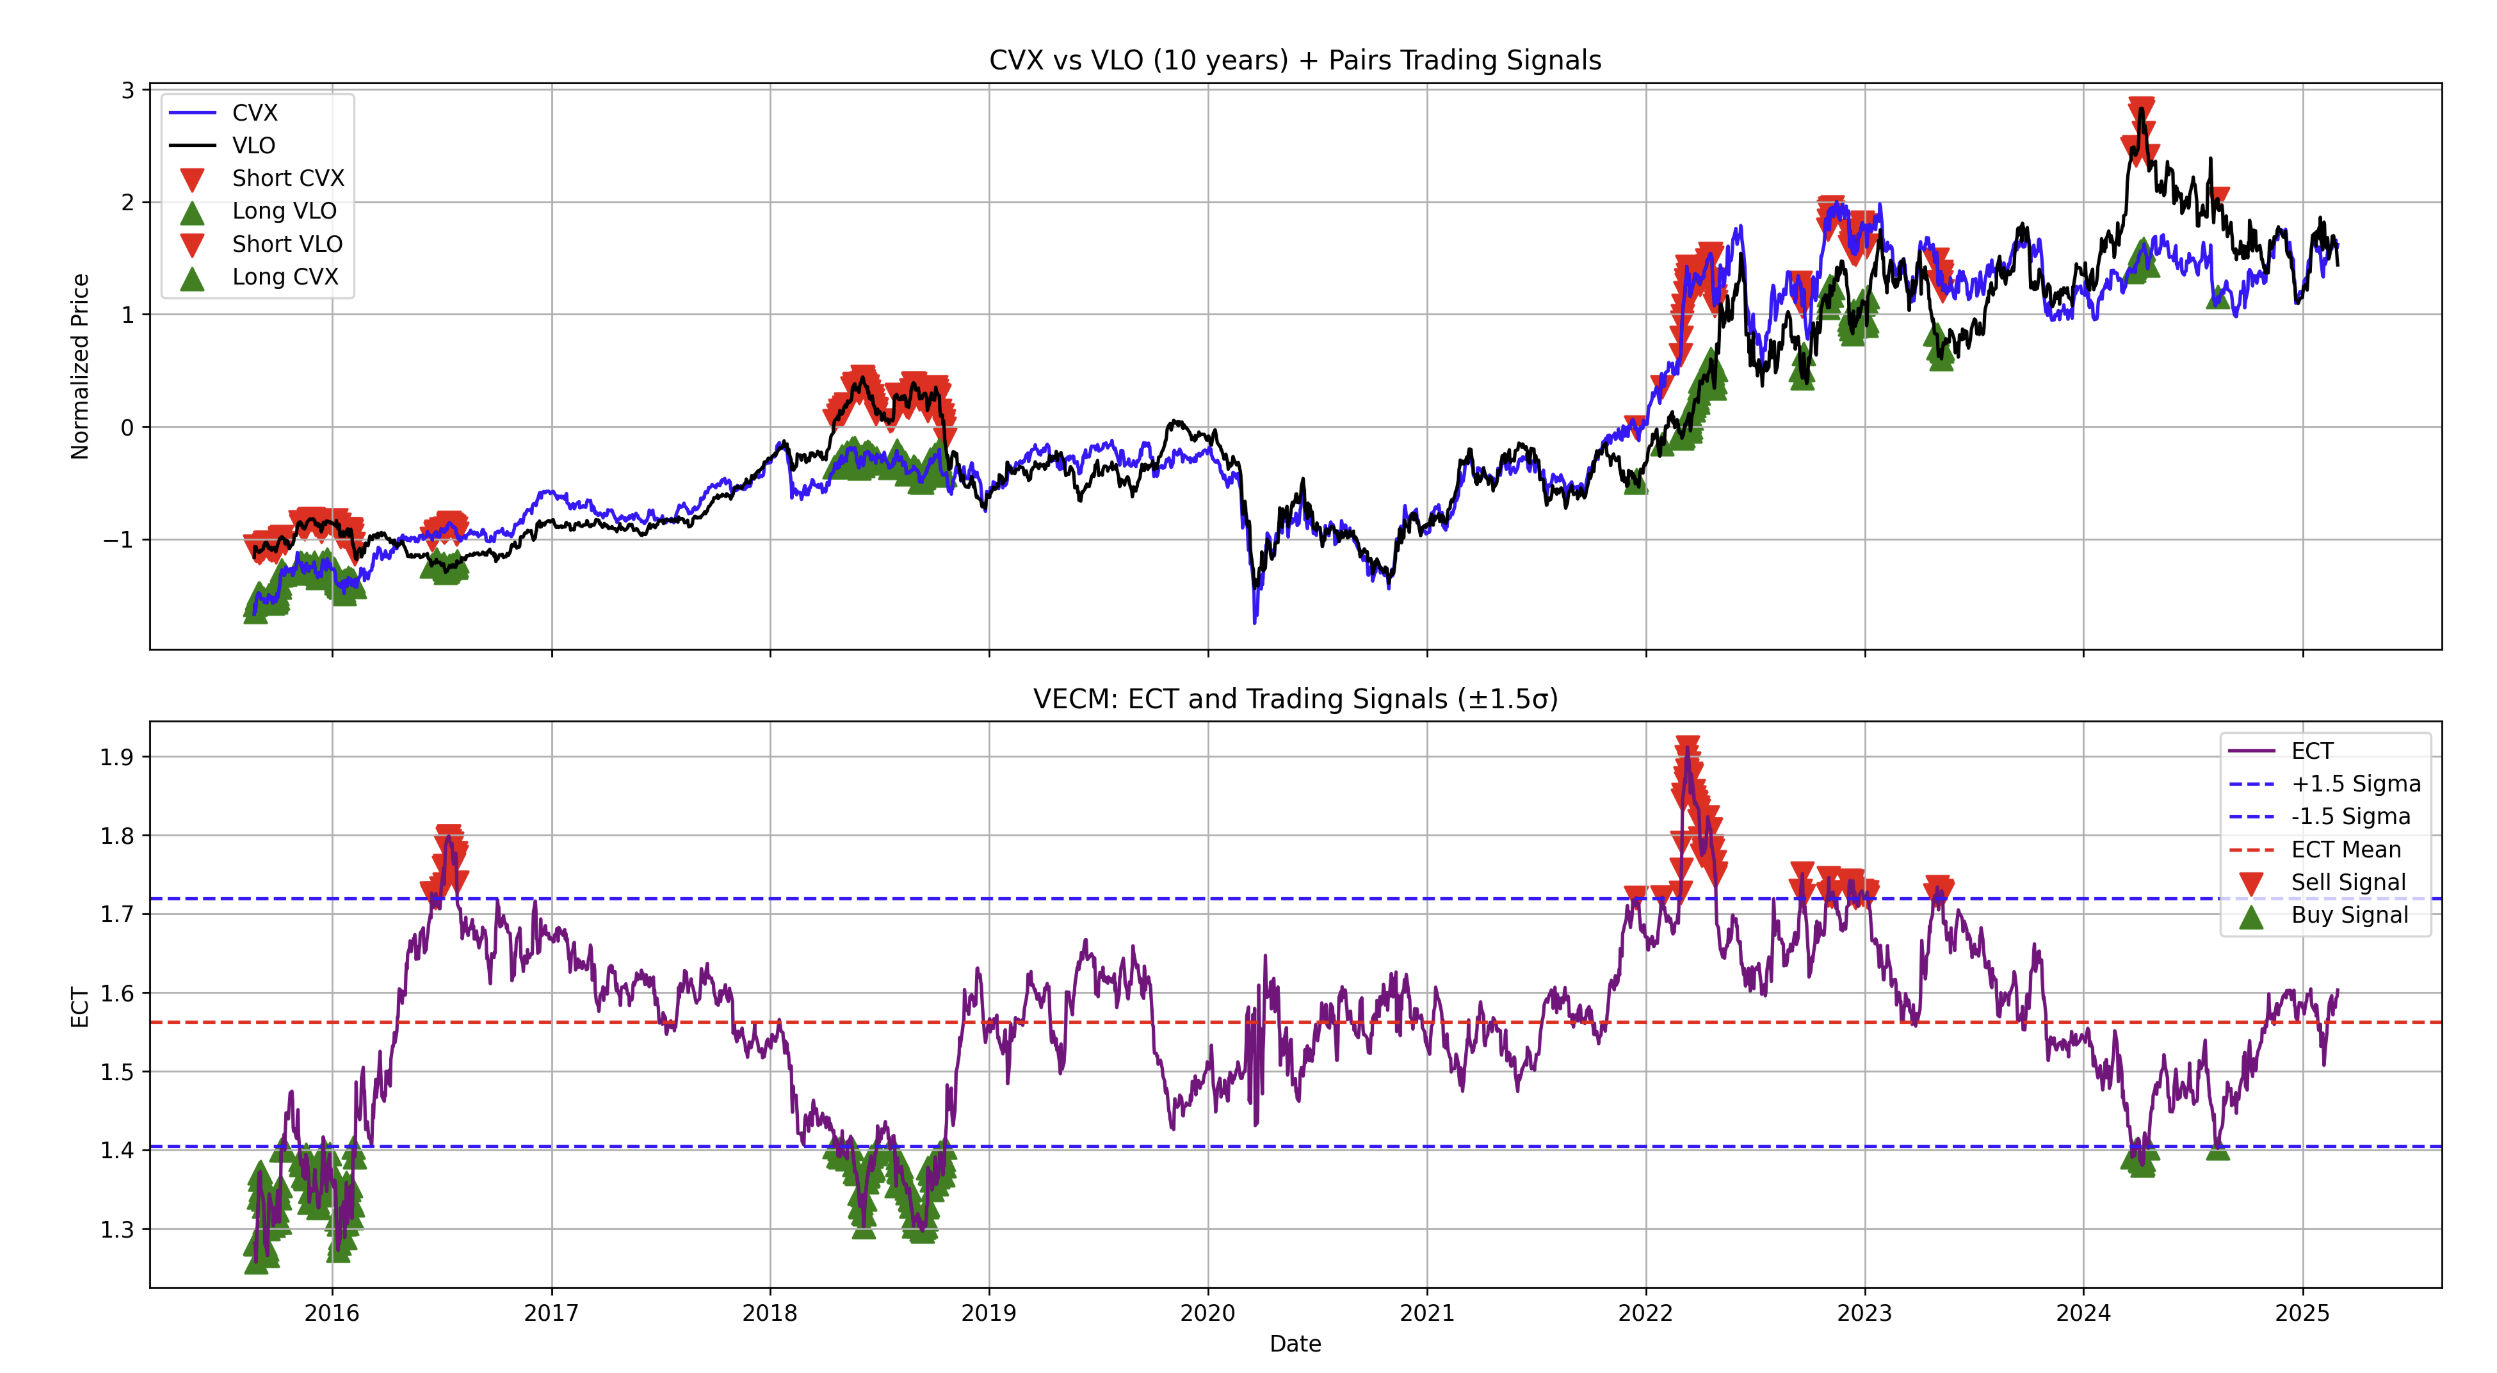 CVX vs VLO (10 years) + Pairs Trading Signals
Normalized Price
3
2
1
0
−1
CVX
VLO
Short CVX
Long VLO
Short VLO
Long CVX
VECM: ECT and Trading Signals (±1.5σ)
ECT
1.9
1.8
1.7
1.6
1.5
1.4
1.3
ECT
+1.5 Sigma
-1.5 Sigma
ECT Mean
Sell Signal
Buy Signal
2016 2017 2018 2019 2020 2021 2022 2023 2024 2025
Date